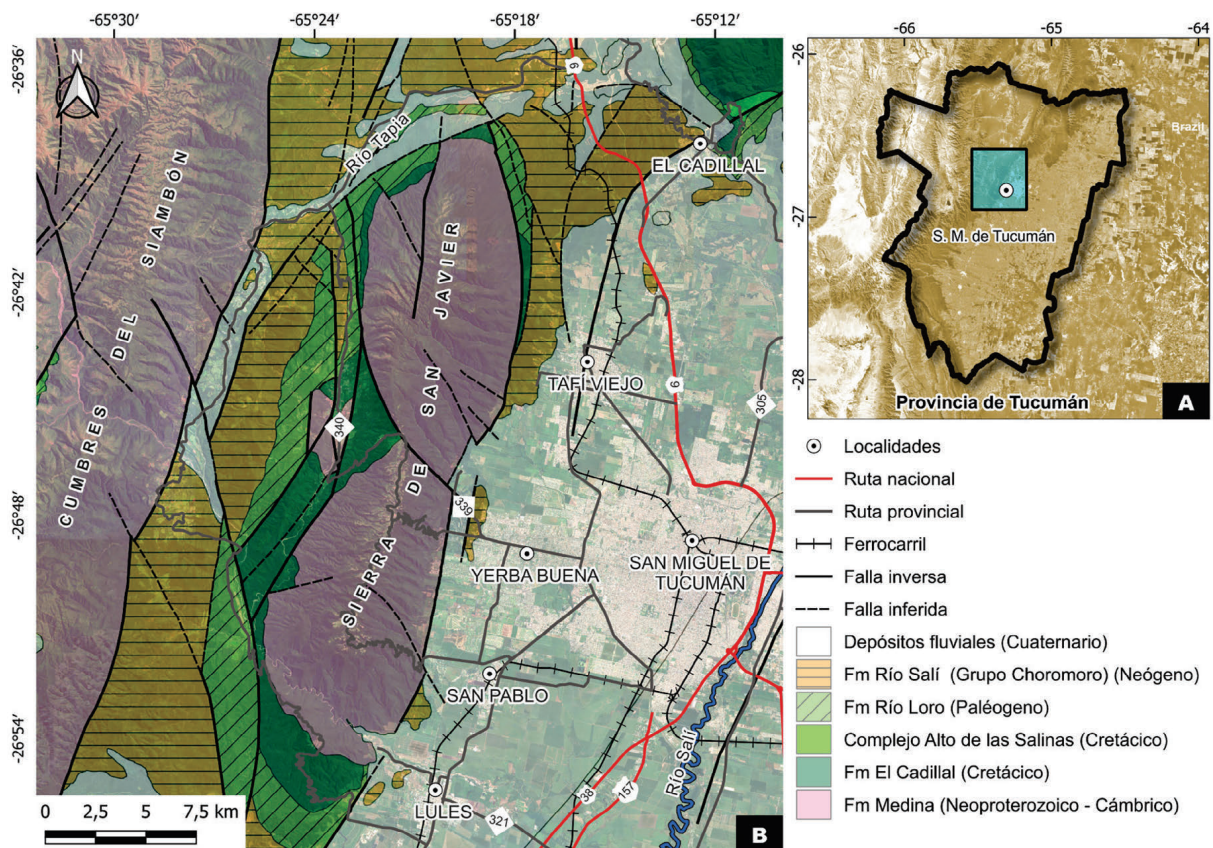 -65°30'
-65°24'
-65°18'
-65°12'
26°36'
26°42'
-26°48'
-26°54'
N
CUMBRES DEL SIAMBÓN
Río Tapia
SIERRA DE SAN JAVIER
9
EL CADILLAL
TAFÍ VIEJO
9
305
340
339
YERBA BUENA
SAN MIGUEL DE
TUCUMÁN
SAN PABLO
Río Salí
LULES
38
157
321
0 2,5 5 7,5 km
B
-66
-65
-64
-26
-27
-28
Brazil
S. M. de Tucumán
Provincia de Tucumán
A
Localidades
Ruta nacional
Ruta provincial
Ferrocarril
Falla inversa
Falla inferida
Depósitos fluviales (Cuaternario)
Fm Río Salí (Grupo Choromoro) (Neógeno)
Fm Río Loro (Paléogeno)
Complejo Alto de las Salinas (Cretácico)
Fm El Cadillal (Cretácico)
Fm Medina (Neoproterozoico - Cámbrico)